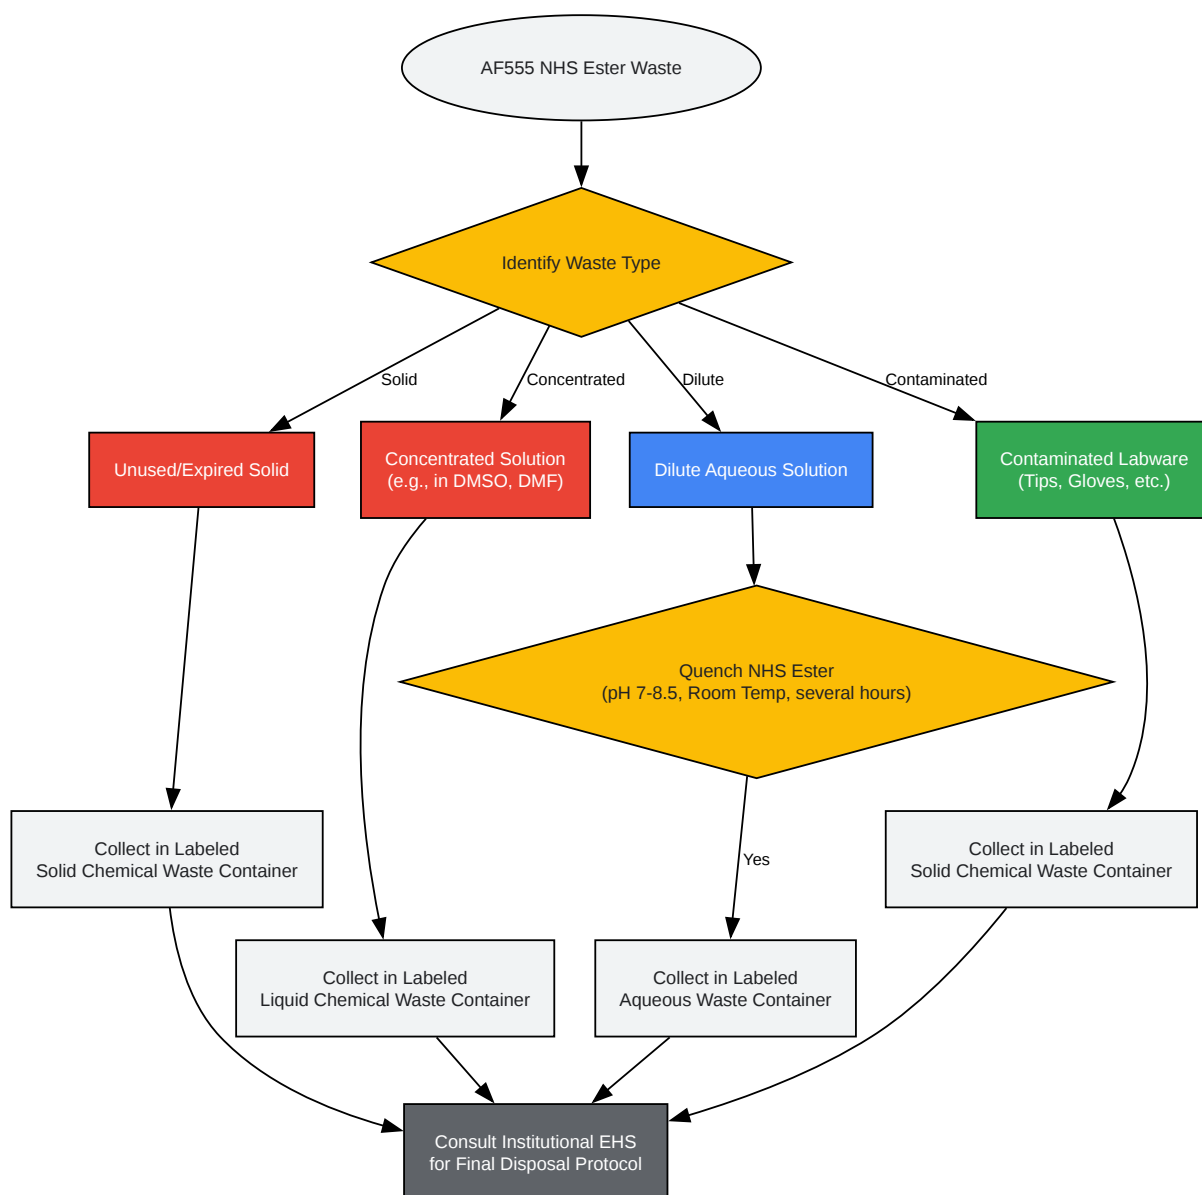 AF555 NHS Ester Waste
Identify Waste Type
Solid
Concentrated
Dilute
Contaminated
Unused/Expired Solid
Concentrated Solution
(e.g., in DMSO, DMF)
Dilute Aqueous Solution
Contaminated Labware
(Tips, Gloves, etc.)
Quench NHS Ester
(pH 7-8.5, Room Temp, several hours)
Collect in Labeled
Solid Chemical Waste Container
Yes
Collect in Labeled
Solid Chemical Waste Container
Collect in Labeled
Liquid Chemical Waste Container
Collect in Labeled
Aqueous Waste Container
Consult Institutional EHS
for Final Disposal Protocol